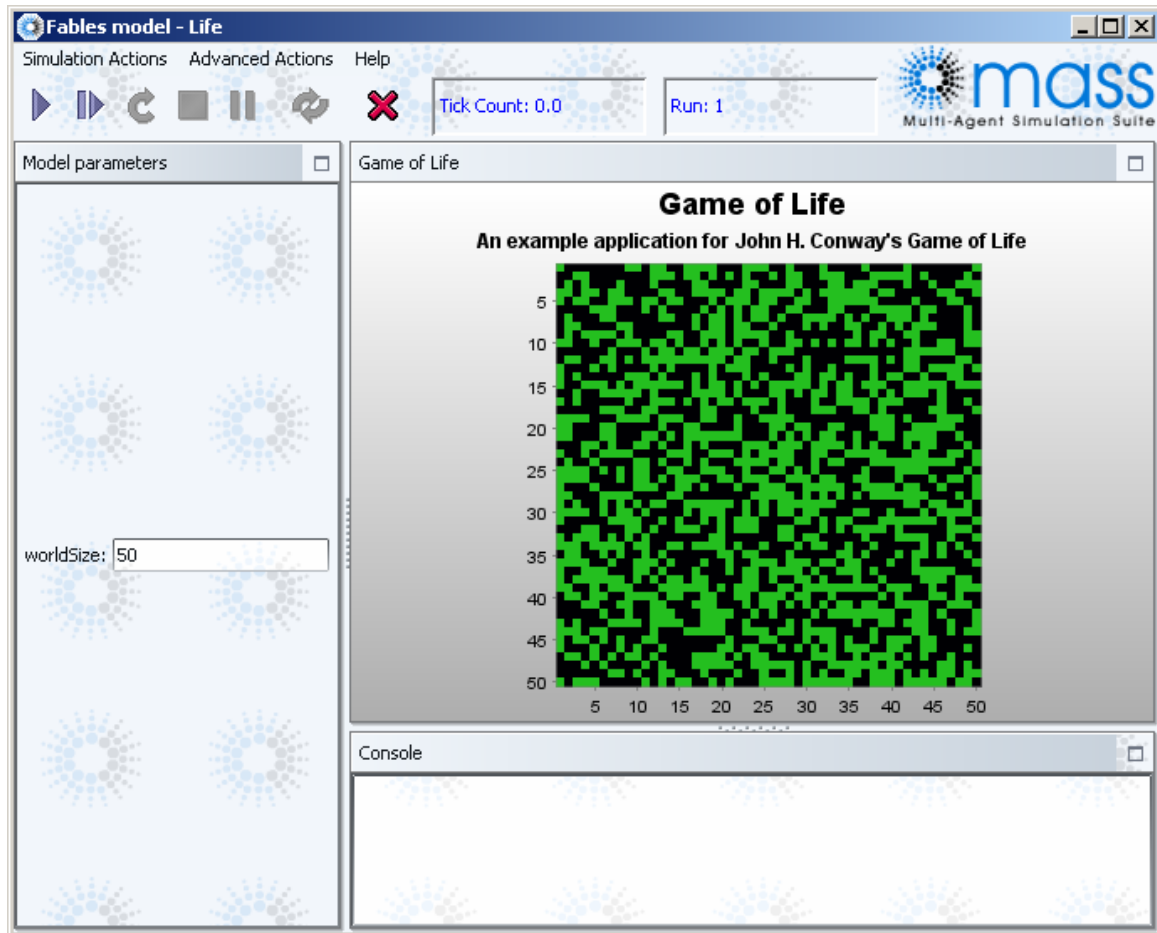 Fables model - Life
Simulation Actions Advanced Actions Help
Tick Count: 0.0 Run: 1
mass
Multi-Agent Simulation Suite
Model parameters
worldSize: 50
Game of Life
Game of Life
An example application for John H. Conway's Game of Life
5
10
15
20
25
30
35
40
45
50
5 10 15 20 25 30 35 40 45 50
Console